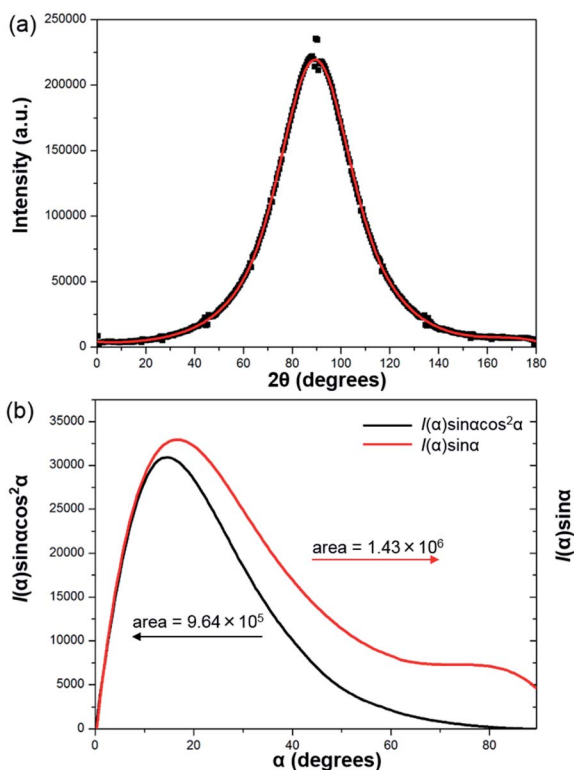 (a)
250000
200000
150000
100000
50000
0
Intensity (a.u.)
0 20 40 60 80 100 120 140 160 180
2θ (degrees)
(b)
35000
30000
25000
20000
15000
10000
5000
0
I(α)sinαcos²α
I(α)sinαcos²α
I(α)sinα
area = 1.43 × 10⁶
area = 9.64 × 10⁵
I(α)sinα
0 20 40 60 80
α (degrees)